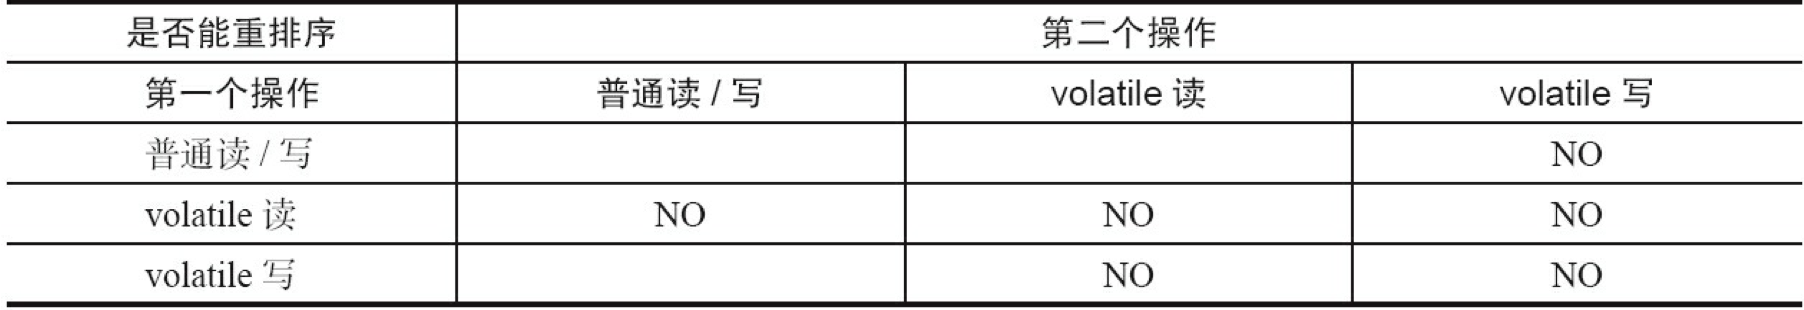 是否能重排序 第二个操作
第一个操作 普通读 / 写 volatile 读 volatile 写
普通读 / 写 NO
volatile 读 NO NO NO
volatile 写 NO NO